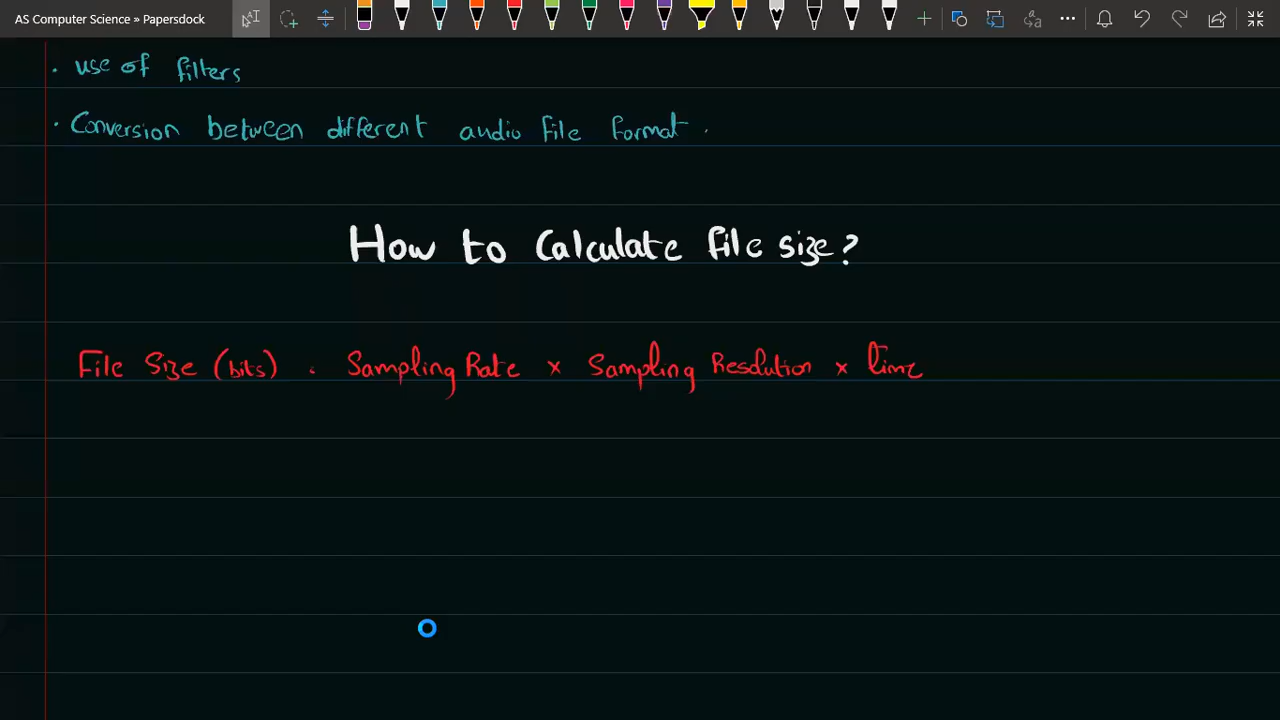 AS Computer Science » Papersdock
• use of filters
• Conversion between different audio file format .
How to Calculate file size?
File Size (bits) . Sampling Rate x Sampling Resolution x time